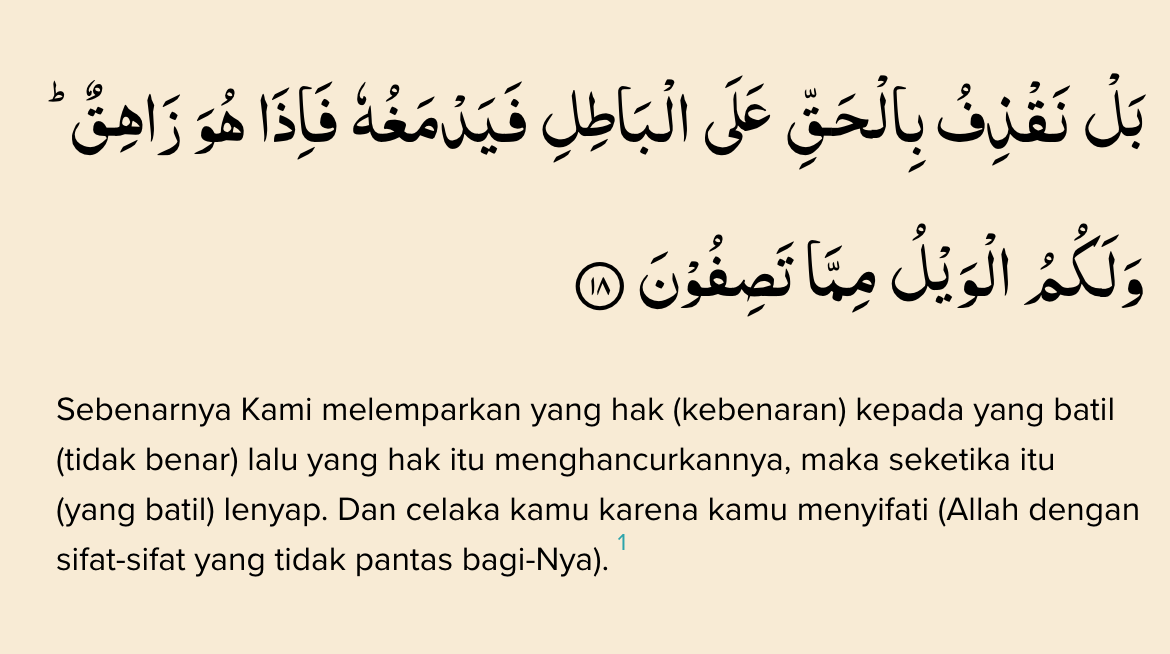 بَلْ نَقْذِفُ بِالْحَقِّ عَلَى الْبَاطِلِ فَيَدْمَغُهٗ فَاِذَا هُوَ زَاهِقٌۗ
وَلَكُمُ الْوَيْلُ مِمَّا تَصِفُوْنَ ١٨
Sebenarnya Kami melemparkan yang hak (kebenaran) kepada yang batil
(tidak benar) lalu yang hak itu menghancurkannya, maka seketika itu
(yang batil) lenyap. Dan celaka kamu karena kamu menyifati (Allah dengan
sifat-sifat yang tidak pantas bagi-Nya). 1